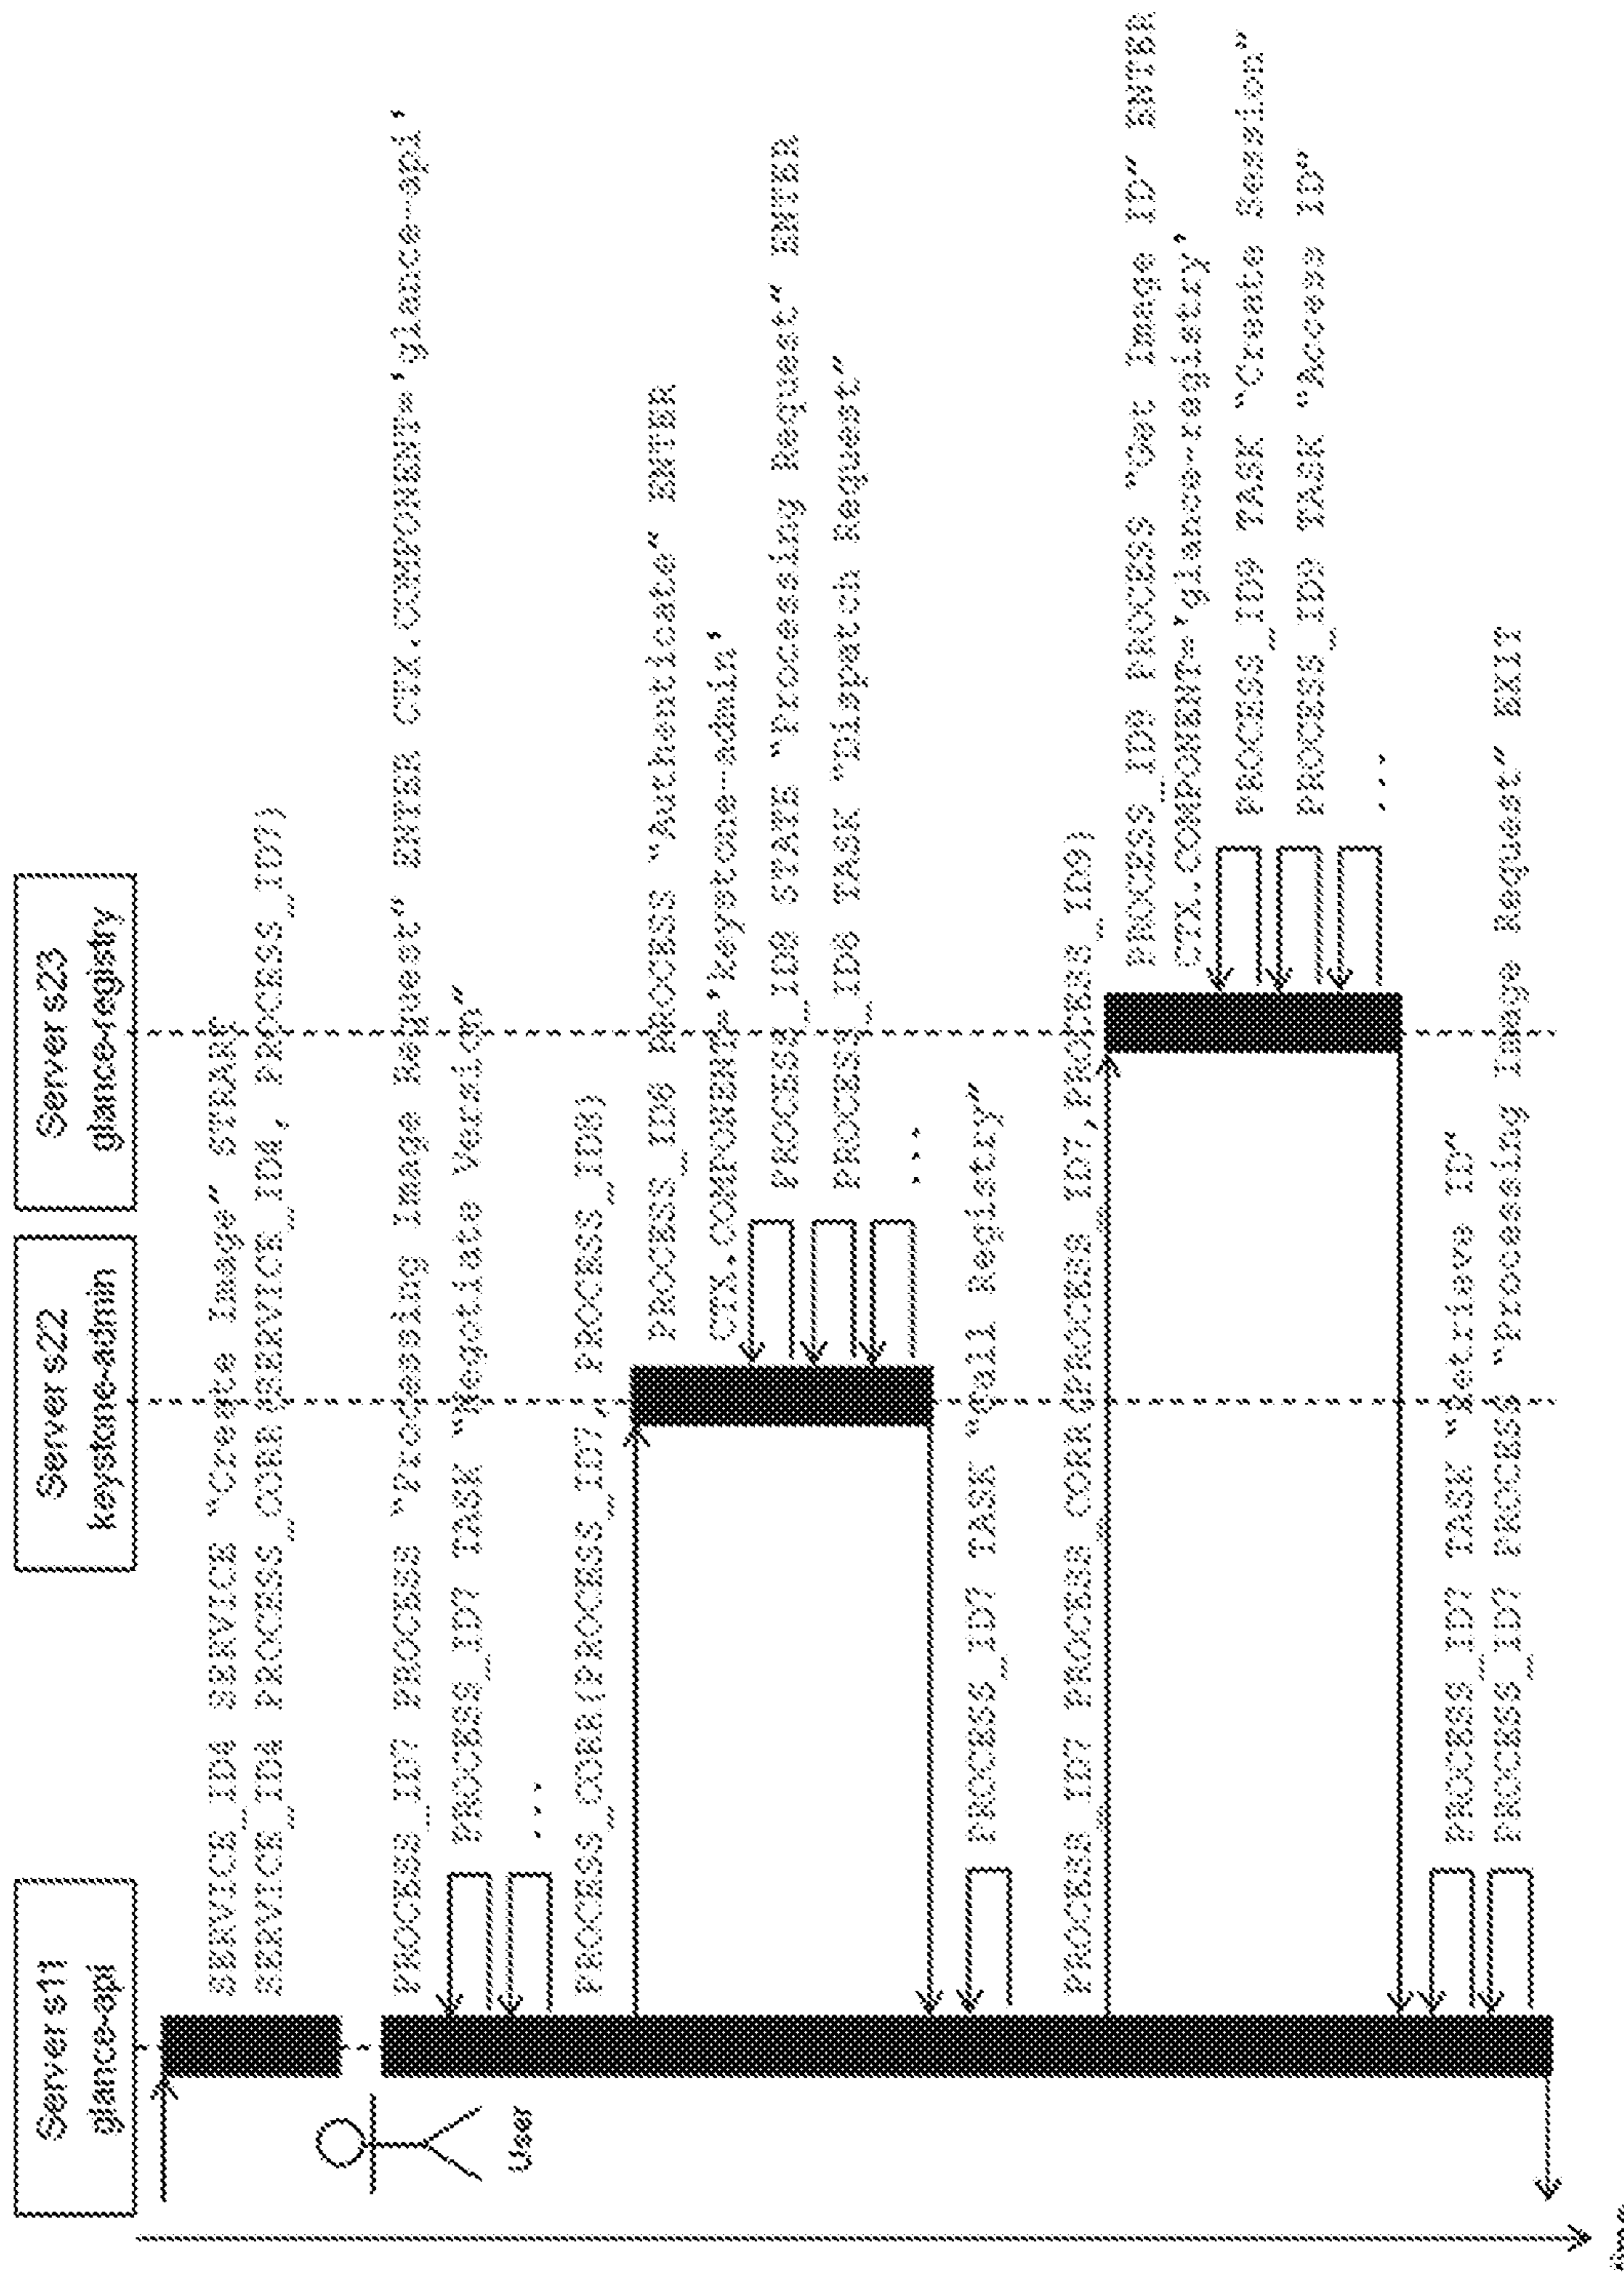 Server s11
glance-api
Server s22
keystone-admin
Server s23
glance-registry
SERVICE_ID4 SERVICE "Create Image" STRART
SERVICE_ID4 PROCESS_CORR(SERVICE_ID4, PROCESS_ID7)
User
PROCESS_ID7 PROCESS "Processing Image Request" ENTER CTX.COMPONENT='glance-api'
PROCESS_ID7 TASK "Negotiate Version"
...
PROCESS_CORR(PROCESS_ID7, PROCESS_ID8)
PROCESS_ID8 PROCESS "Authenticate" ENTER
CTX.COMPONENT='keystone-admin'
PROCESS_ID8 STATE "Processing Request" ENTER
PROCESS_ID8 TASK "Dispatch Request"
...
PROCESS_ID7 TASK "Call Registry"
PROCESS_ID7 PROCESS_CORR(PROCESS_ID7,PROCESS_ID9)
PROCESS_ID9 PROCESS "Get Image ID" ENTER
CTX.COMPONENT='glance-registry'
PROCESS_ID9 TASK "Create Session"
PROCESS_ID9 TASK "Access ID"
...
PROCESS_ID7 TASK "Retrieve ID"
PROCESS_ID7 PROCESS "Processing Image Request" EXIT